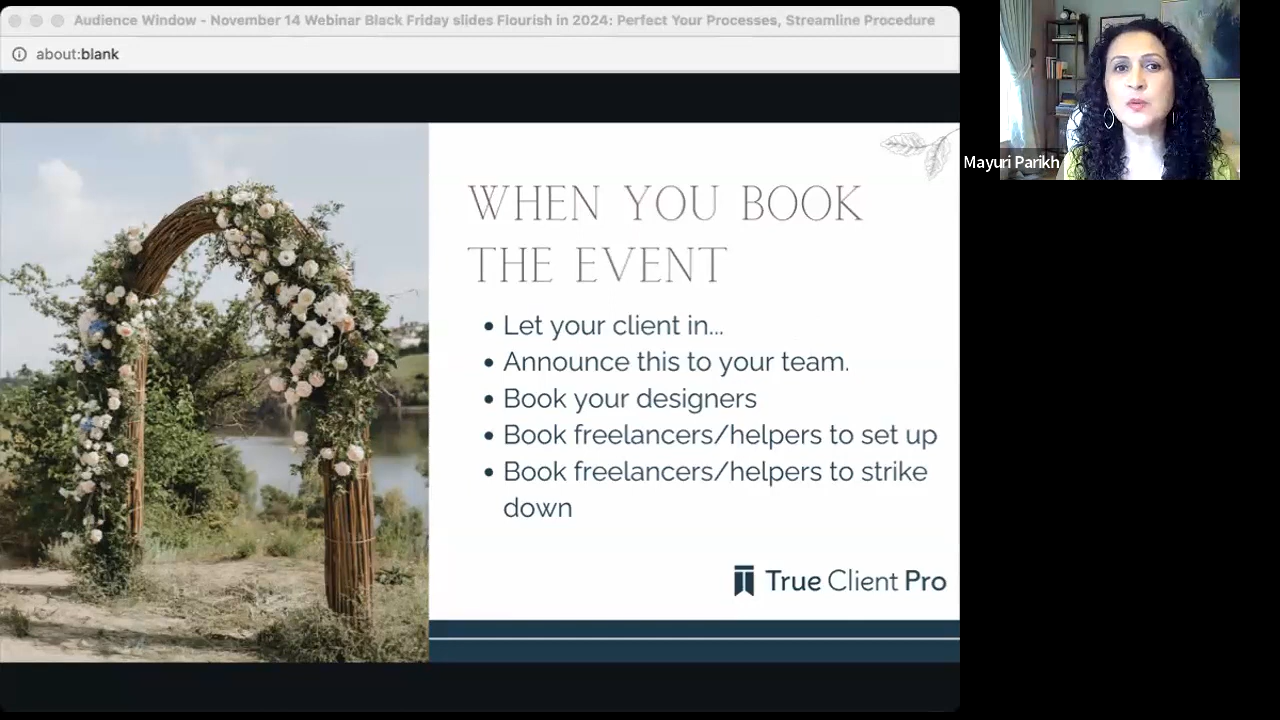 Audience Window - November 14 Webinar Black Friday slides Flourish in 2024: Perfect Your Processes, Streamline Procedure
about:blank
WHEN YOU BOOK
THE EVENT
• Let your client in...
• Announce this to your team.
• Book your designers
• Book freelancers/helpers to set up
• Book freelancers/helpers to strike
down
True Client Pro
Mayuri Parikh